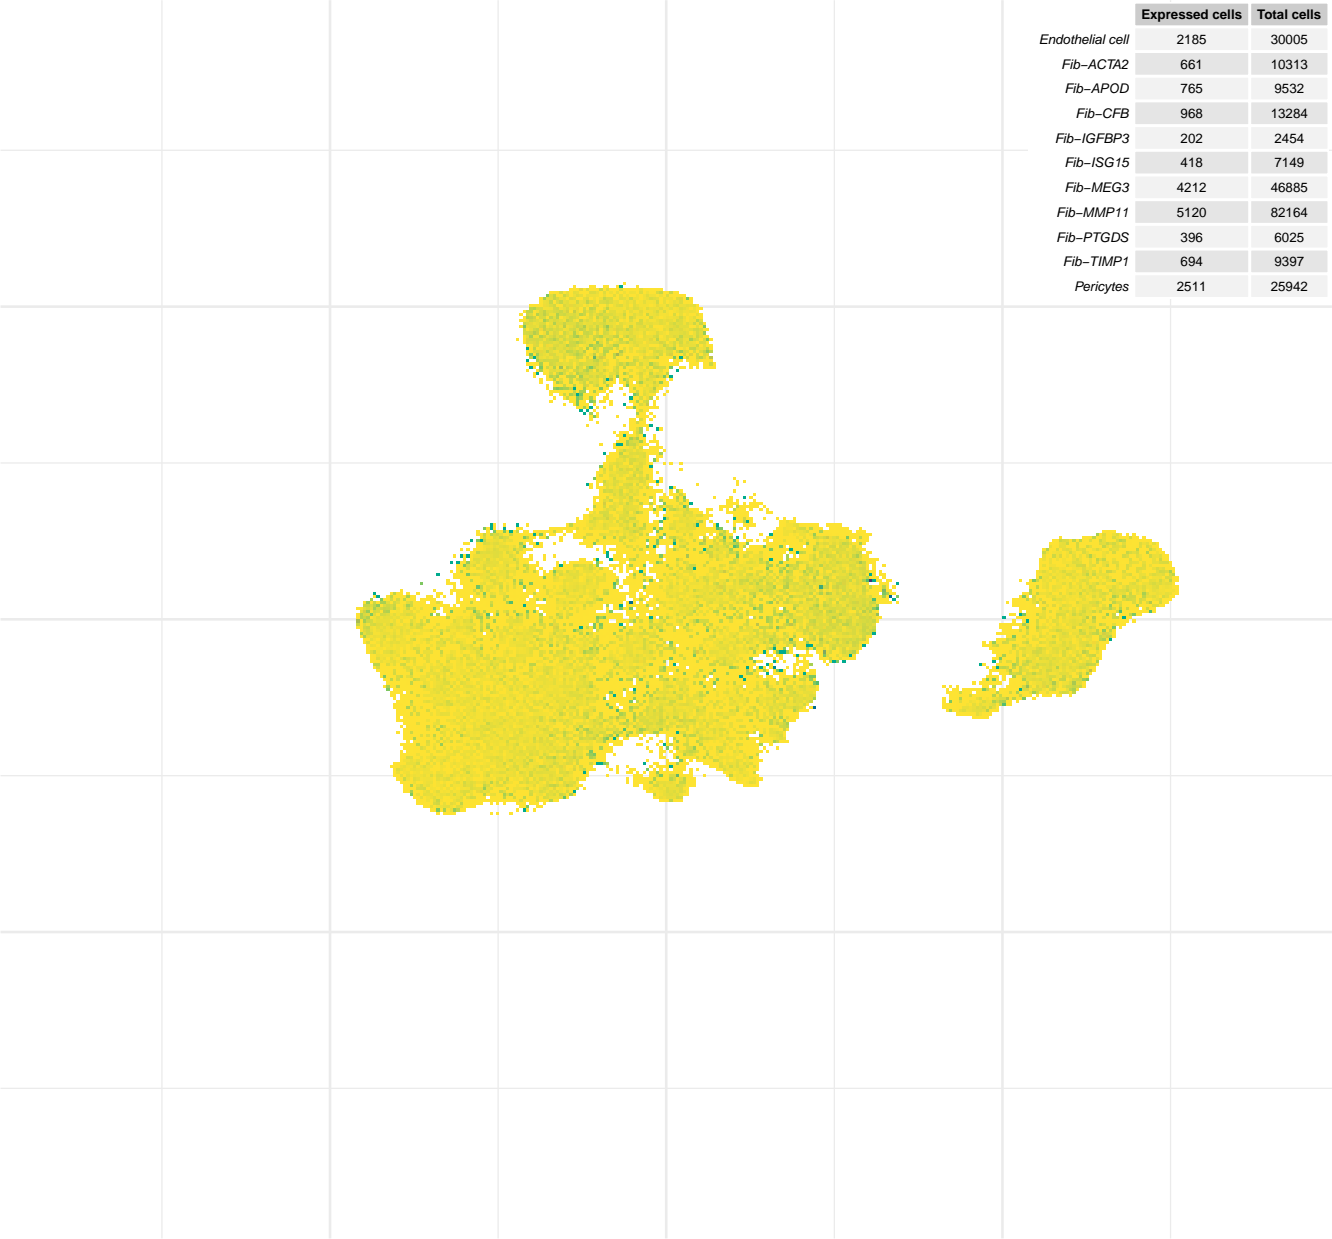 Expressed cells Total cells
Endothelial cell 2185 30005
Fib−ACTA2 661 10313
Fib−APOD 765 9532
Fib−CFB 968 13284
Fib−IGFBP3 202 2454
Fib−ISG15 418 7149
Fib−MEG3 4212 46885
Fib−MMP11 5120 82164
Fib−PTGDS 396 6025
Fib−TIMP1 694 9397
Pericytes 2511 25942